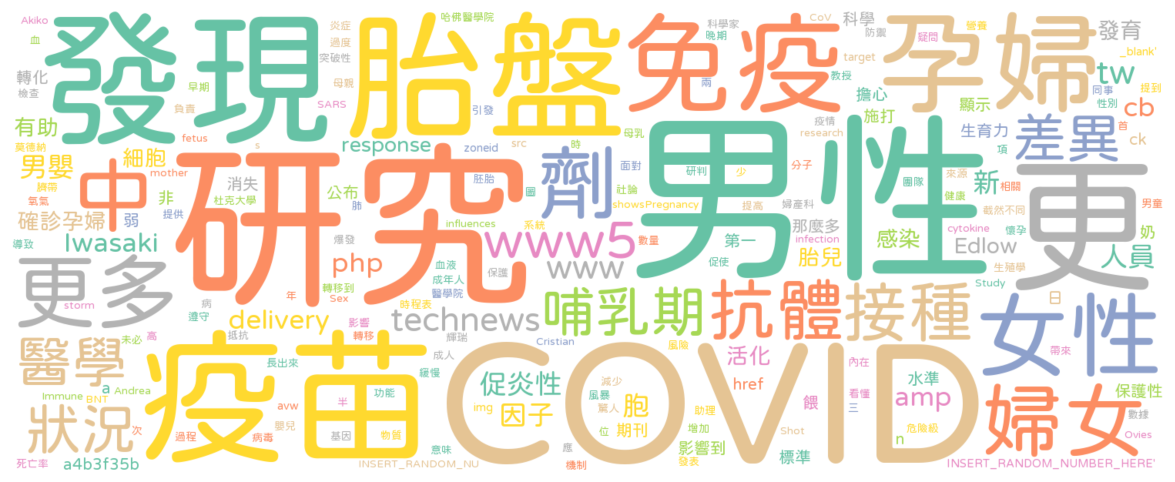 發現
胎盤
免疫
孕婦
男性
研究
疫苗
COVID
更
中
劑
差異
女性
婦女
抗體
接種
哺乳期
更多
醫學
狀況
www5
www
technews
delivery
php
response
Iwasaki
確診孕婦
男嬰
細胞
有助
轉化
檢查
Akiko
血
炎症
過度
突破性
母親
早期
負責
SARS
fetus
莫德納
歸帶
氧氣
mother
消失
非
弱
提供
杜克大學
公布
肺
導致
爆發
血液
成年人
醫學院
轉移到
Sex
年
時程表
影響
轉移
輝瑞
storm
病
遵守
抵抗
未必
高
長出來
成人
緩慢
a
Andrea
Immune
BNT
avw
半
功能
次
過程
病毒
嬰兒
基因
物質
意味
死亡率
a4b3f35b
INSERT_RANDOM_NU
哈佛醫學院
引發
zoneid
src
s
時
胚胎
圖
influences
系統
保護
母乳
面對
社論
研判
少
showsPregnancy
提高
婦產科
分子
數量
infection
那麼多
第一
促使
胎兒
感染
科學家
晚期
CoV
科學
防禦
疑問
營養
target
教授
兩
擔心
施打
疫情
research
顯示
生育力
項
新
團隊
健康
來源
相關
截然不同
cytokine
懷孕
生殖學
Edlow
Study
發育
_blank'
tw
同事
提到
性別
cb
首
ck
男童
奶
人員
日
帶來
Cristian
風險
活化
href
促炎性
因子
img
胞
期刊
減少
風暴
驚人
位
助理
增加
影響到
發表
應
機制
餵
Shot
內在
看懂
三
水準
amp
n
危險級
標準
保護性
數據
Ovies
INSERT_RANDOM_NUMBER_HERE'